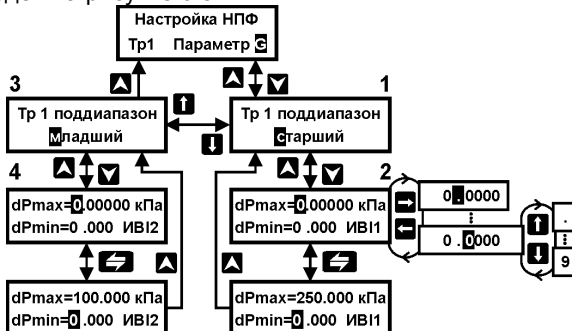 Настройка НПФ
Тр1 Параметр G
3
1
Тр 1 поддиапазон
младший
Тр 1 поддиапазон
старший
4
2
dPmax=0.00000 кПа
dPmin=0 .000 ИВI2
dPmax=0.00000 кПа
dPmin=0 .000 ИВI1
0.0000
0 .0000
.
9
dPmax=100.000 кПа
dPmin=0 .000 ИВI2
dPmax=250.000 кПа
dPmin=0 .000 ИВI1